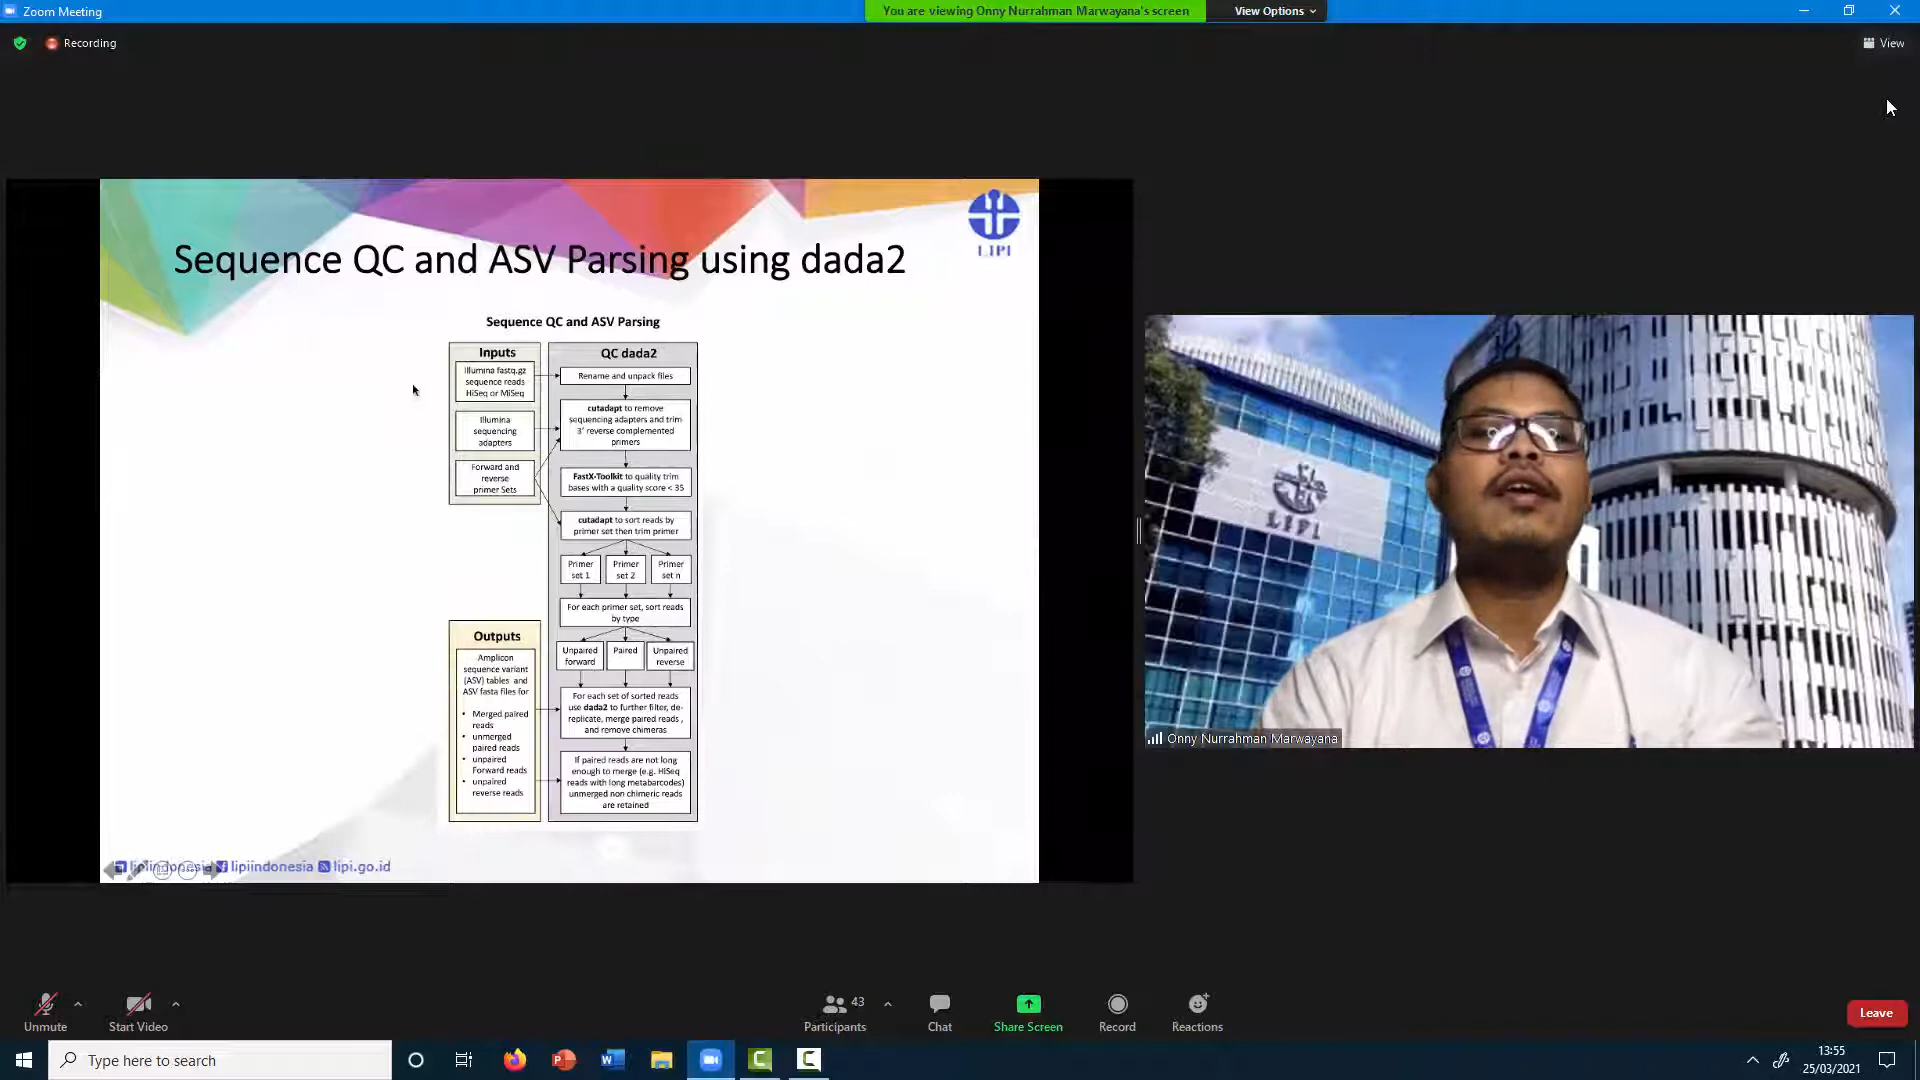 Zoom Meeting
You are viewing Onny Nurrahman Marwayana's screen
View Options
Recording
View
LIPI
Sequence QC and ASV Parsing using dada2
Sequence QC and ASV Parsing
Inputs
Illumina fastq.gz
sequence reads
HiSeq or MiSeq
Illumina
sequencing
adapters
Forward and
reverse
primer Sets
QC dada2
Rename and unpack files
cutadapt to remove
sequencing adapters and trim
3' reverse complemented
primers
FastX-Toolkit to quality trim
bases with a quality score < 35
cutadapt to sort reads by
primer set then trim primer
Primer
set 1
Primer
set 2
Primer
set n
For each primer set, sort reads
by type
Unpaired
forward
Paired
Unpaired
reverse
For each set of sorted reads
use dada2 to further filter, de-
replicate, merge paired reads ,
and remove chimeras
If paired reads are not long
enough to merge (e.g. HiSeq
reads with long metabarcodes)
unmerged non chimeric reads
are retained
Outputs
Amplicon
sequence variant
(ASV) tables and
ASV fasta files for
• Merged paired
reads
• unmerged
paired reads
• unpaired
Forward reads
• unpaired
reverse reads
lipiindonesia lipiindonesia lipi.go.id
LIPI
Onny Nurrahman Marwayana
Unmute
Start Video
43
Participants
Chat
Share Screen
Record
Reactions
Leave
Type here to search
13:55
25/03/2021